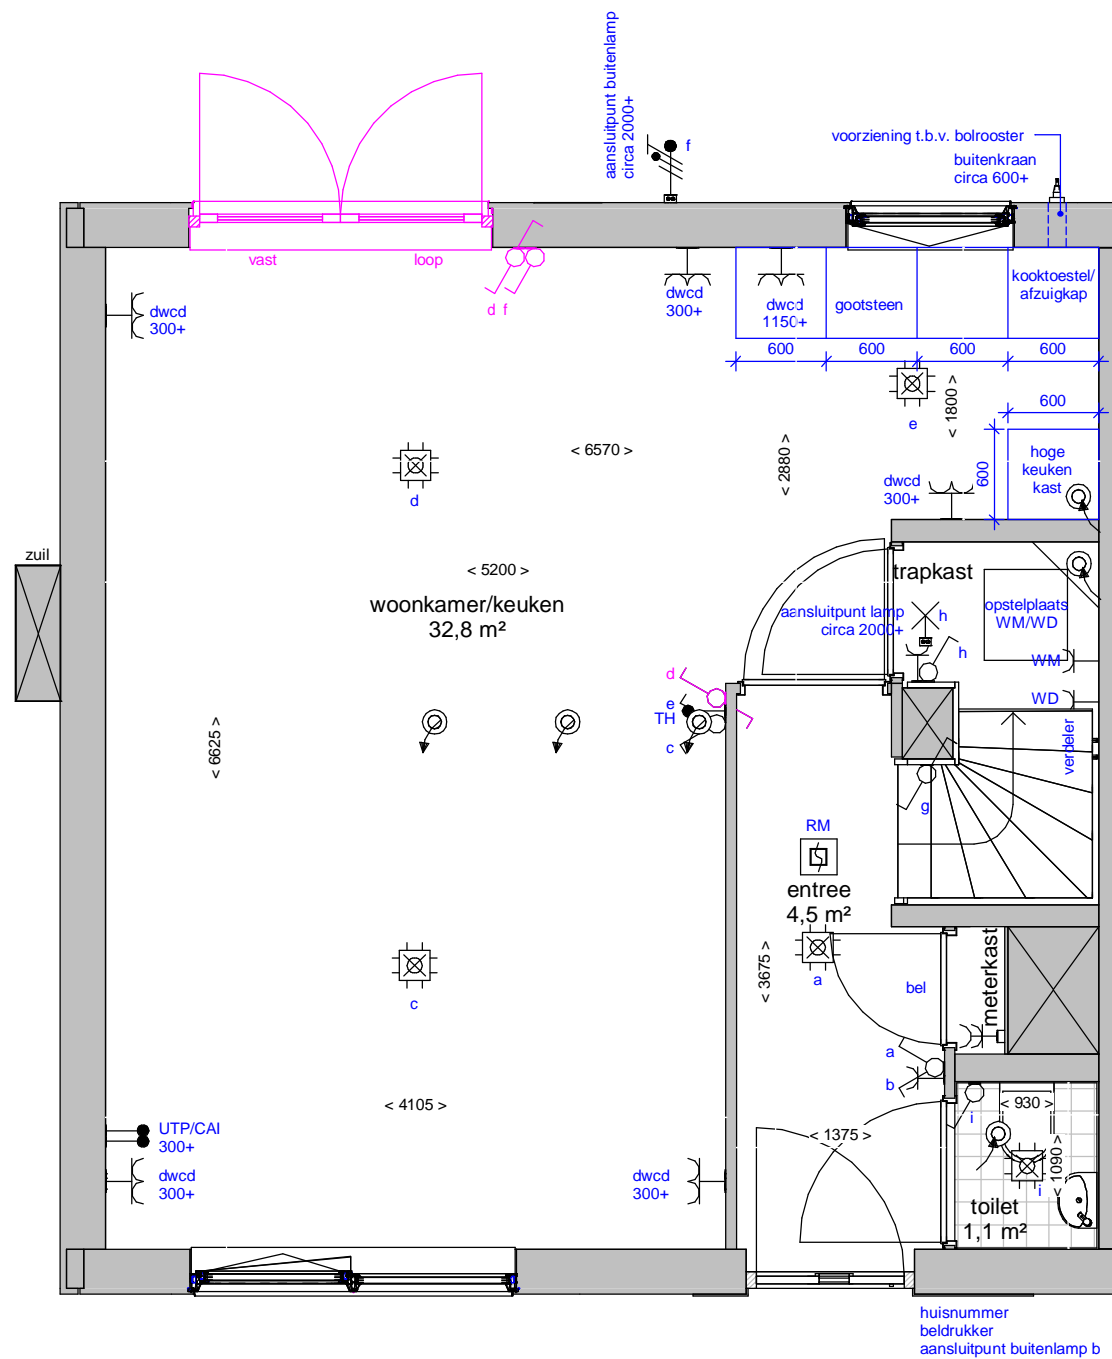 aansluitpunt buitenlamp
circa 2000+
f
voorziening t.b.v. bolrooster
buitenkraan
circa 600+
vast
loop
d f
dwcd
300+
dwcd
300+
dwcd
1150+
gootsteen
kooktoestel/
afzuigkap
600
600
600
600
e
< 1800 >
600
600
hoge
keuken
kast
< 6570 >
< 2880 >
dwcd
300+
d
zuil
< 5200 >
woonkamer/keuken
32,8 m²
trapkast
aansluitpunt lamp
circa 2000+
h
h
opstelplaats
WM/WD
WM
WD
verdeler
d
e
TH
c
< 6625 >
g
RM
entree
4,5 m²
a
< 3675 >
bel
meterkast
c
a
b
< 4105 >
UTP/CAI
300+
dwcd
300+
dwcd
300+
< 1375 >
i
< 930 >
< 1090 >
i
toilet
1,1 m²
huisnummer
beldrukker
aansluitpunt buitenlamp b